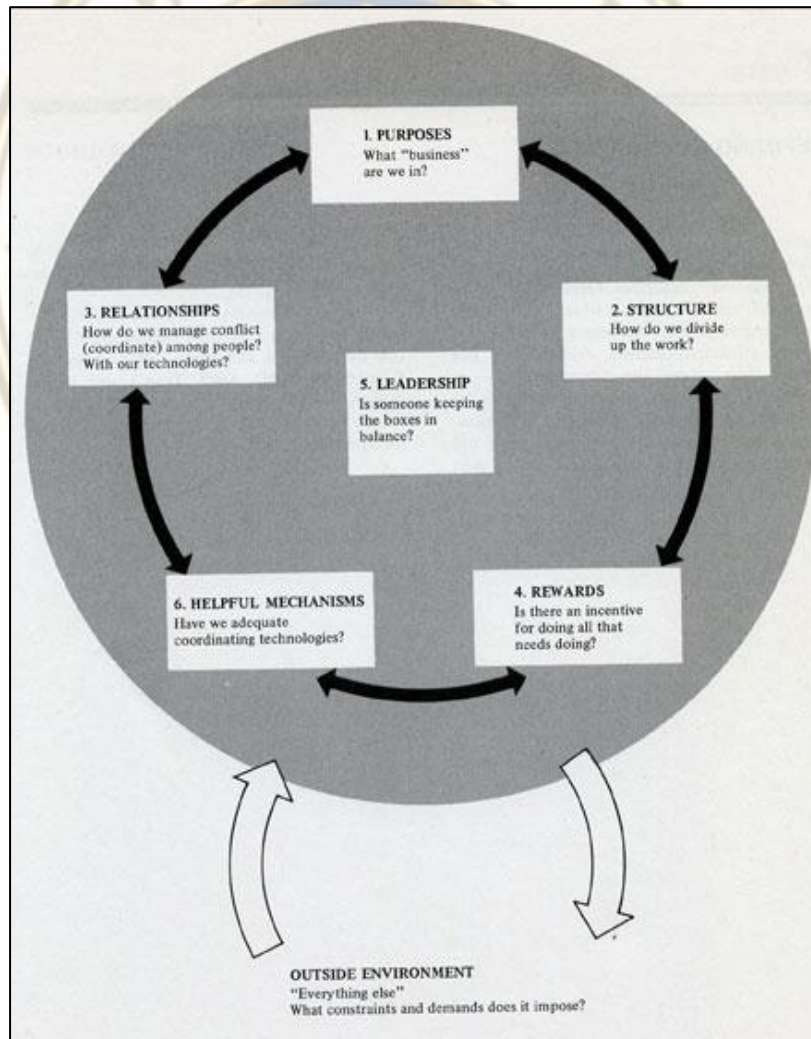 1. PURPOSES
What "business"
are we in?
3. RELATIONSHIPS
How do we manage conflict
(coordinate) among people?
With our technologies?
2. STRUCTURE
How do we divide
up the work?
5. LEADERSHIP
Is someone keeping
the boxes in
balance?
6. HELPFUL MECHANISMS
Have we adequate
coordinating technologies?
4. REWARDS
Is there an incentive
for doing all that
needs doing?
OUTSIDE ENVIRONMENT
"Everything else"
What constraints and demands does it impose?